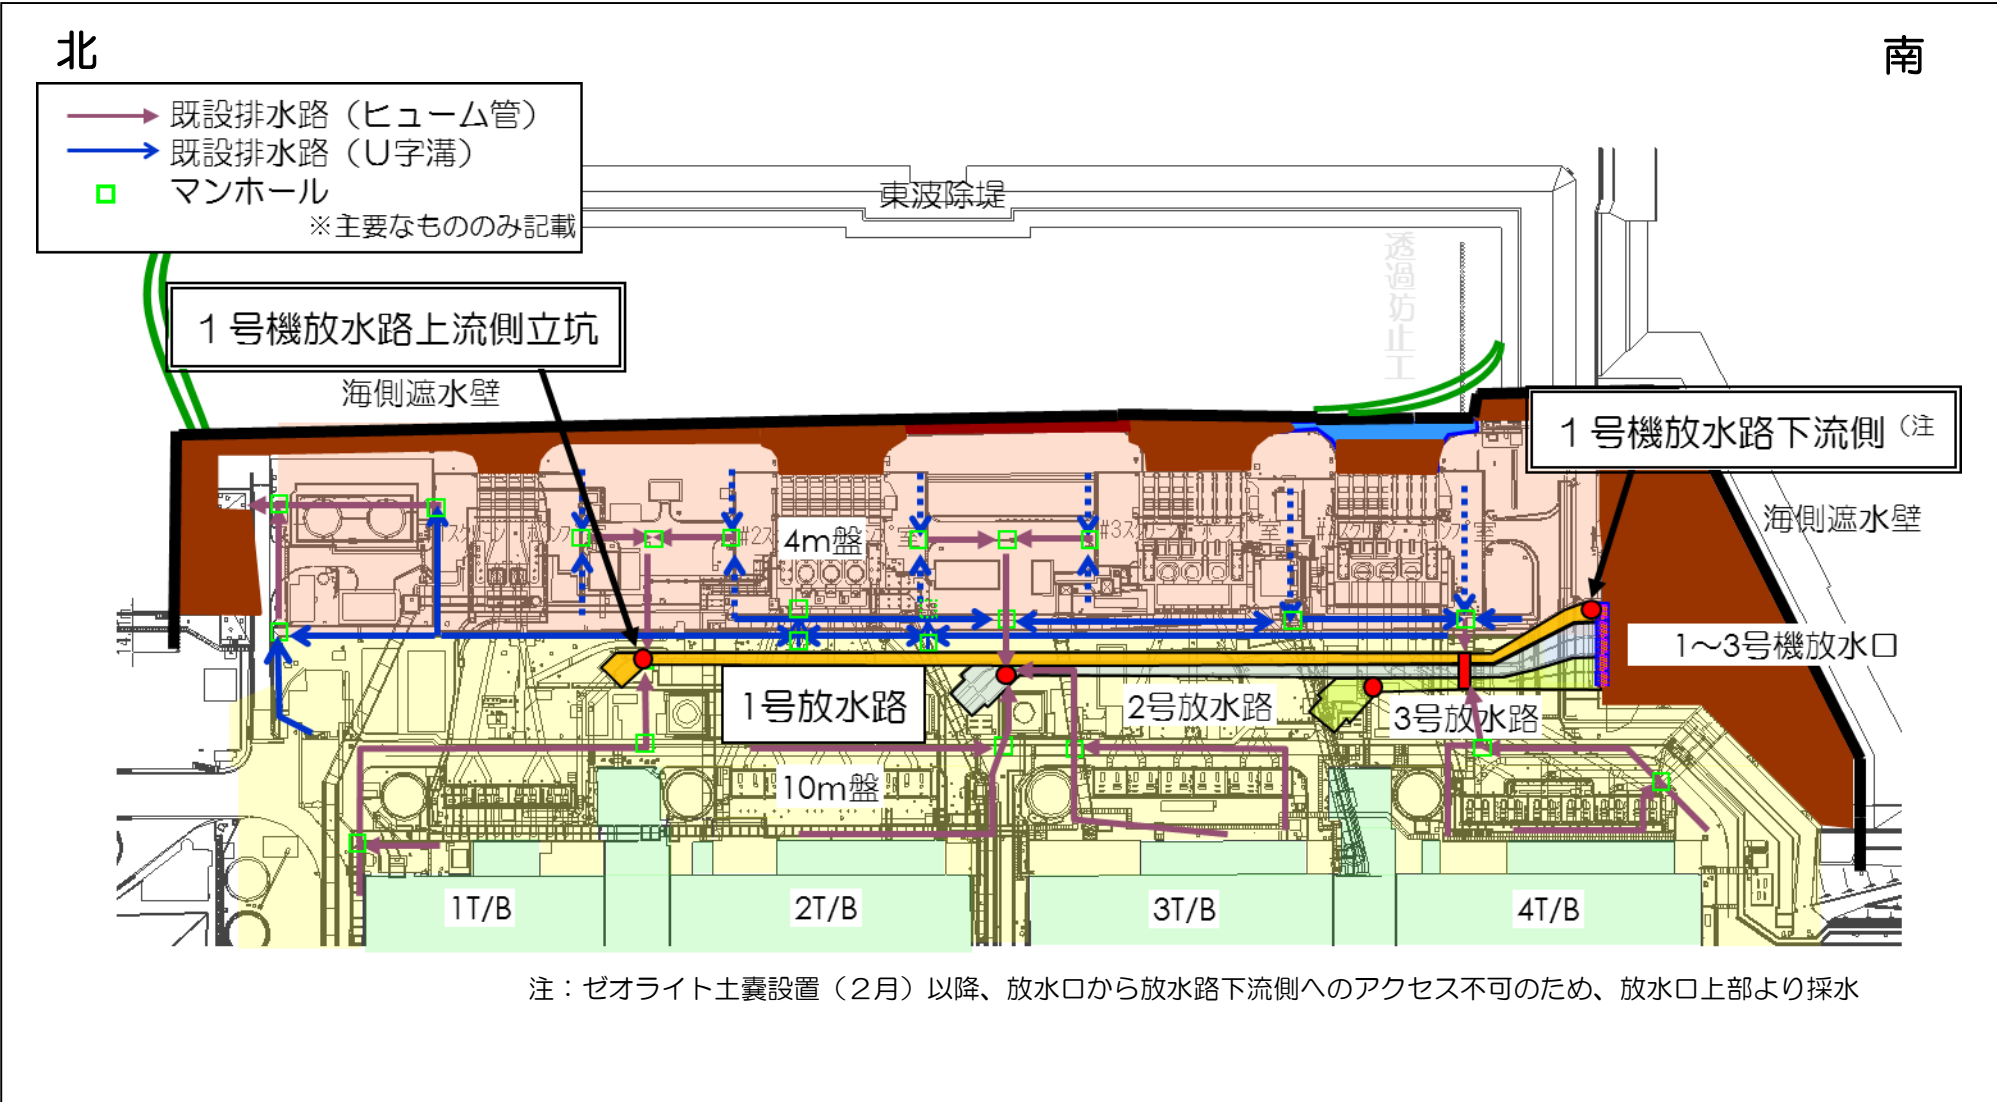 北
南
既設排水路（ヒューム管）
既設排水路（U字溝）
マンホール
※主要なもののみ記載
東波除堤
透過防止工
１号機放水路上流側立坑
海側遮水壁
１号機放水路下流側（注
海側遮水壁
4m盤
1〜3号機放水口
1号放水路
2号放水路
3号放水路
10m盤
1T/B
2T/B
3T/B
4T/B
注：ゼオライト土嚢設置（２月）以降、放水口から放水路下流側へのアクセス不可のため、放水口上部より採水